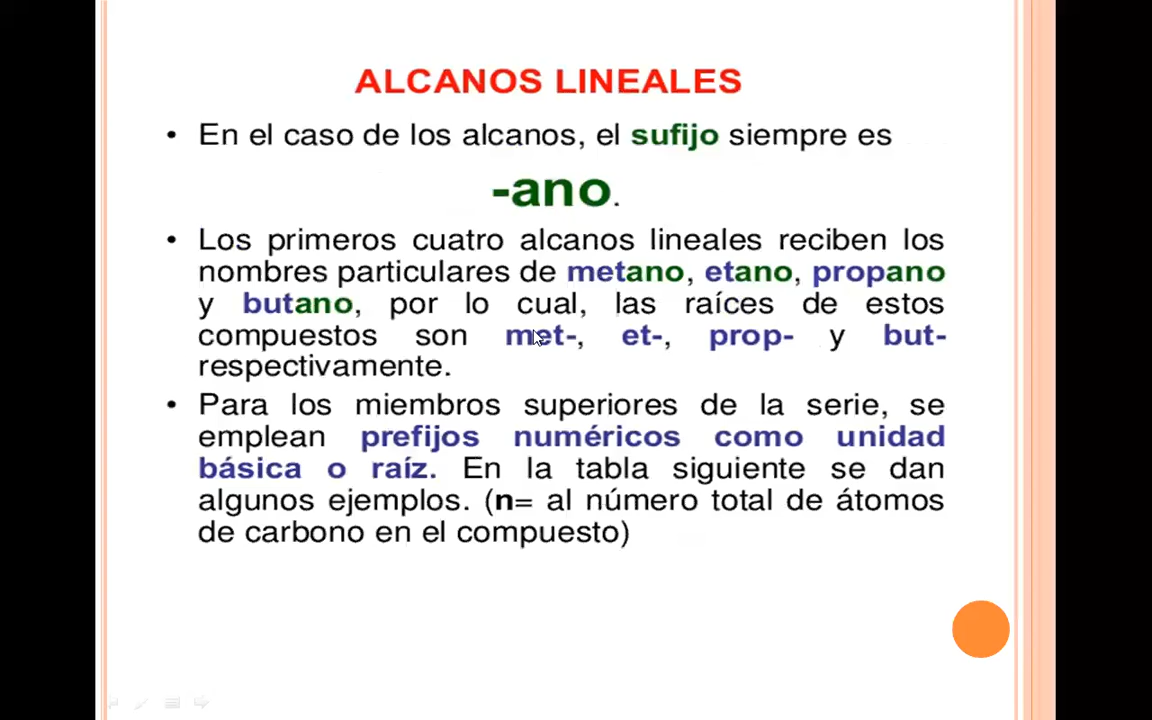 ALCANOS LINEALES
• En el caso de los alcanos, el sufijo siempre es
-ano.
• Los primeros cuatro alcanos lineales reciben los
nombres particulares de metano, etano, propano
y butano, por lo cual, las raíces de estos
compuestos son met-, et-, prop- y but-
respectivamente.
• Para los miembros superiores de la serie, se
emplean prefijos numéricos como unidad
básica o raíz. En la tabla siguiente se dan
algunos ejemplos. (n= al número total de átomos
de carbono en el compuesto)